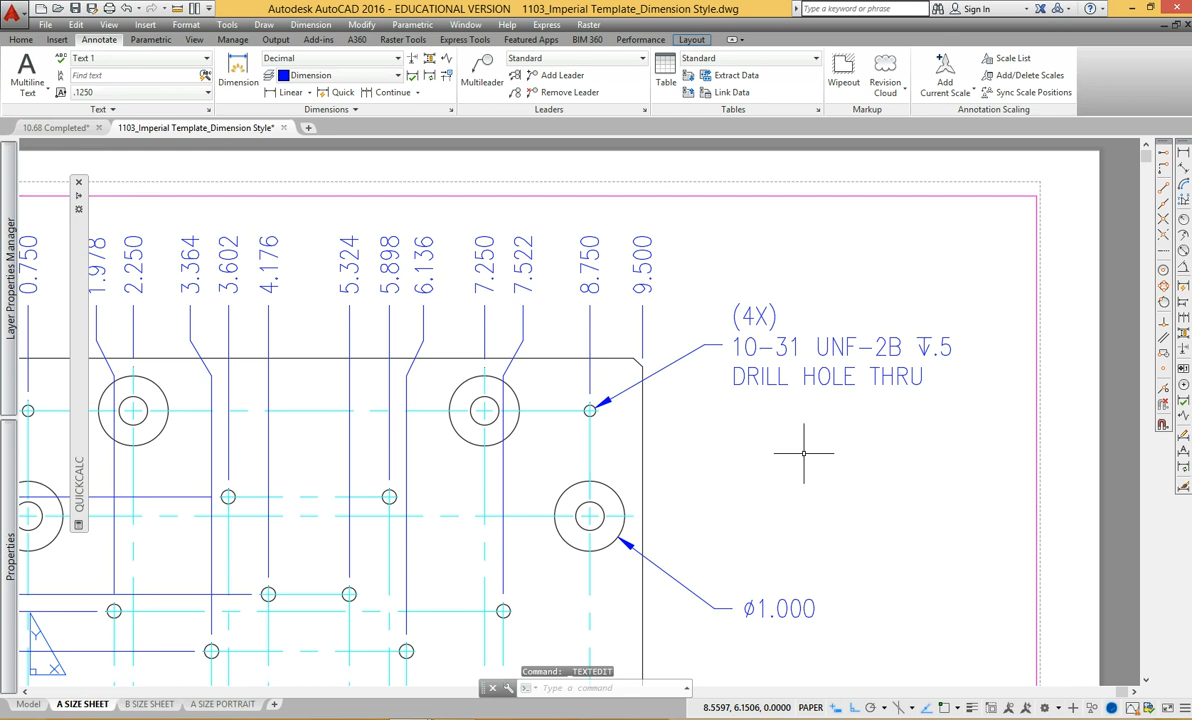 Autodesk AutoCAD 2016 - EDUCATIONAL VERSION 1103_Imperial Template_Dimension Style.dwg
Type a keyword or phrase
Sign In
File Edit View Insert Format Tools Draw Dimension Modify Parametric Window Help Express Raster
Home Insert Annotate Parametric View Manage Output Add-ins A360 Raster Tools Express Tools Featured Apps BIM 360 Performance Layout
Multiline
Text
Text 1
Find text
.1250
Text
Dimension
Decimal
Dimension
Linear Quick Continue
Dimensions
Multileader
Standard
Add Leader
Remove Leader
Leaders
Table
Standard
Extract Data
Link Data
Tables
Wipeout
Revision
Cloud
Markup
Add
Current Scale
Scale List
Add/Delete Scales
Sync Scale Positions
Annotation Scaling
10.68 Completed*
1103_Imperial Template_Dimension Style*
Layer Properties Manager
QUICKCALC
Properties
0.750
1.978
2.250
3.364
3.602
4.176
5.324
5.898
6.136
7.250
7.522
8.750
9.500
(4X)
10-31 UNF-2B ↧.5
DRILL HOLE THRU
ø1.000
Y
X
Command: _TEXTEDIT
Type a command
Model
A SIZE SHEET
B SIZE SHEET
A SIZE PORTRAIT
8.5597, 6.1506, 0.0000 PAPER